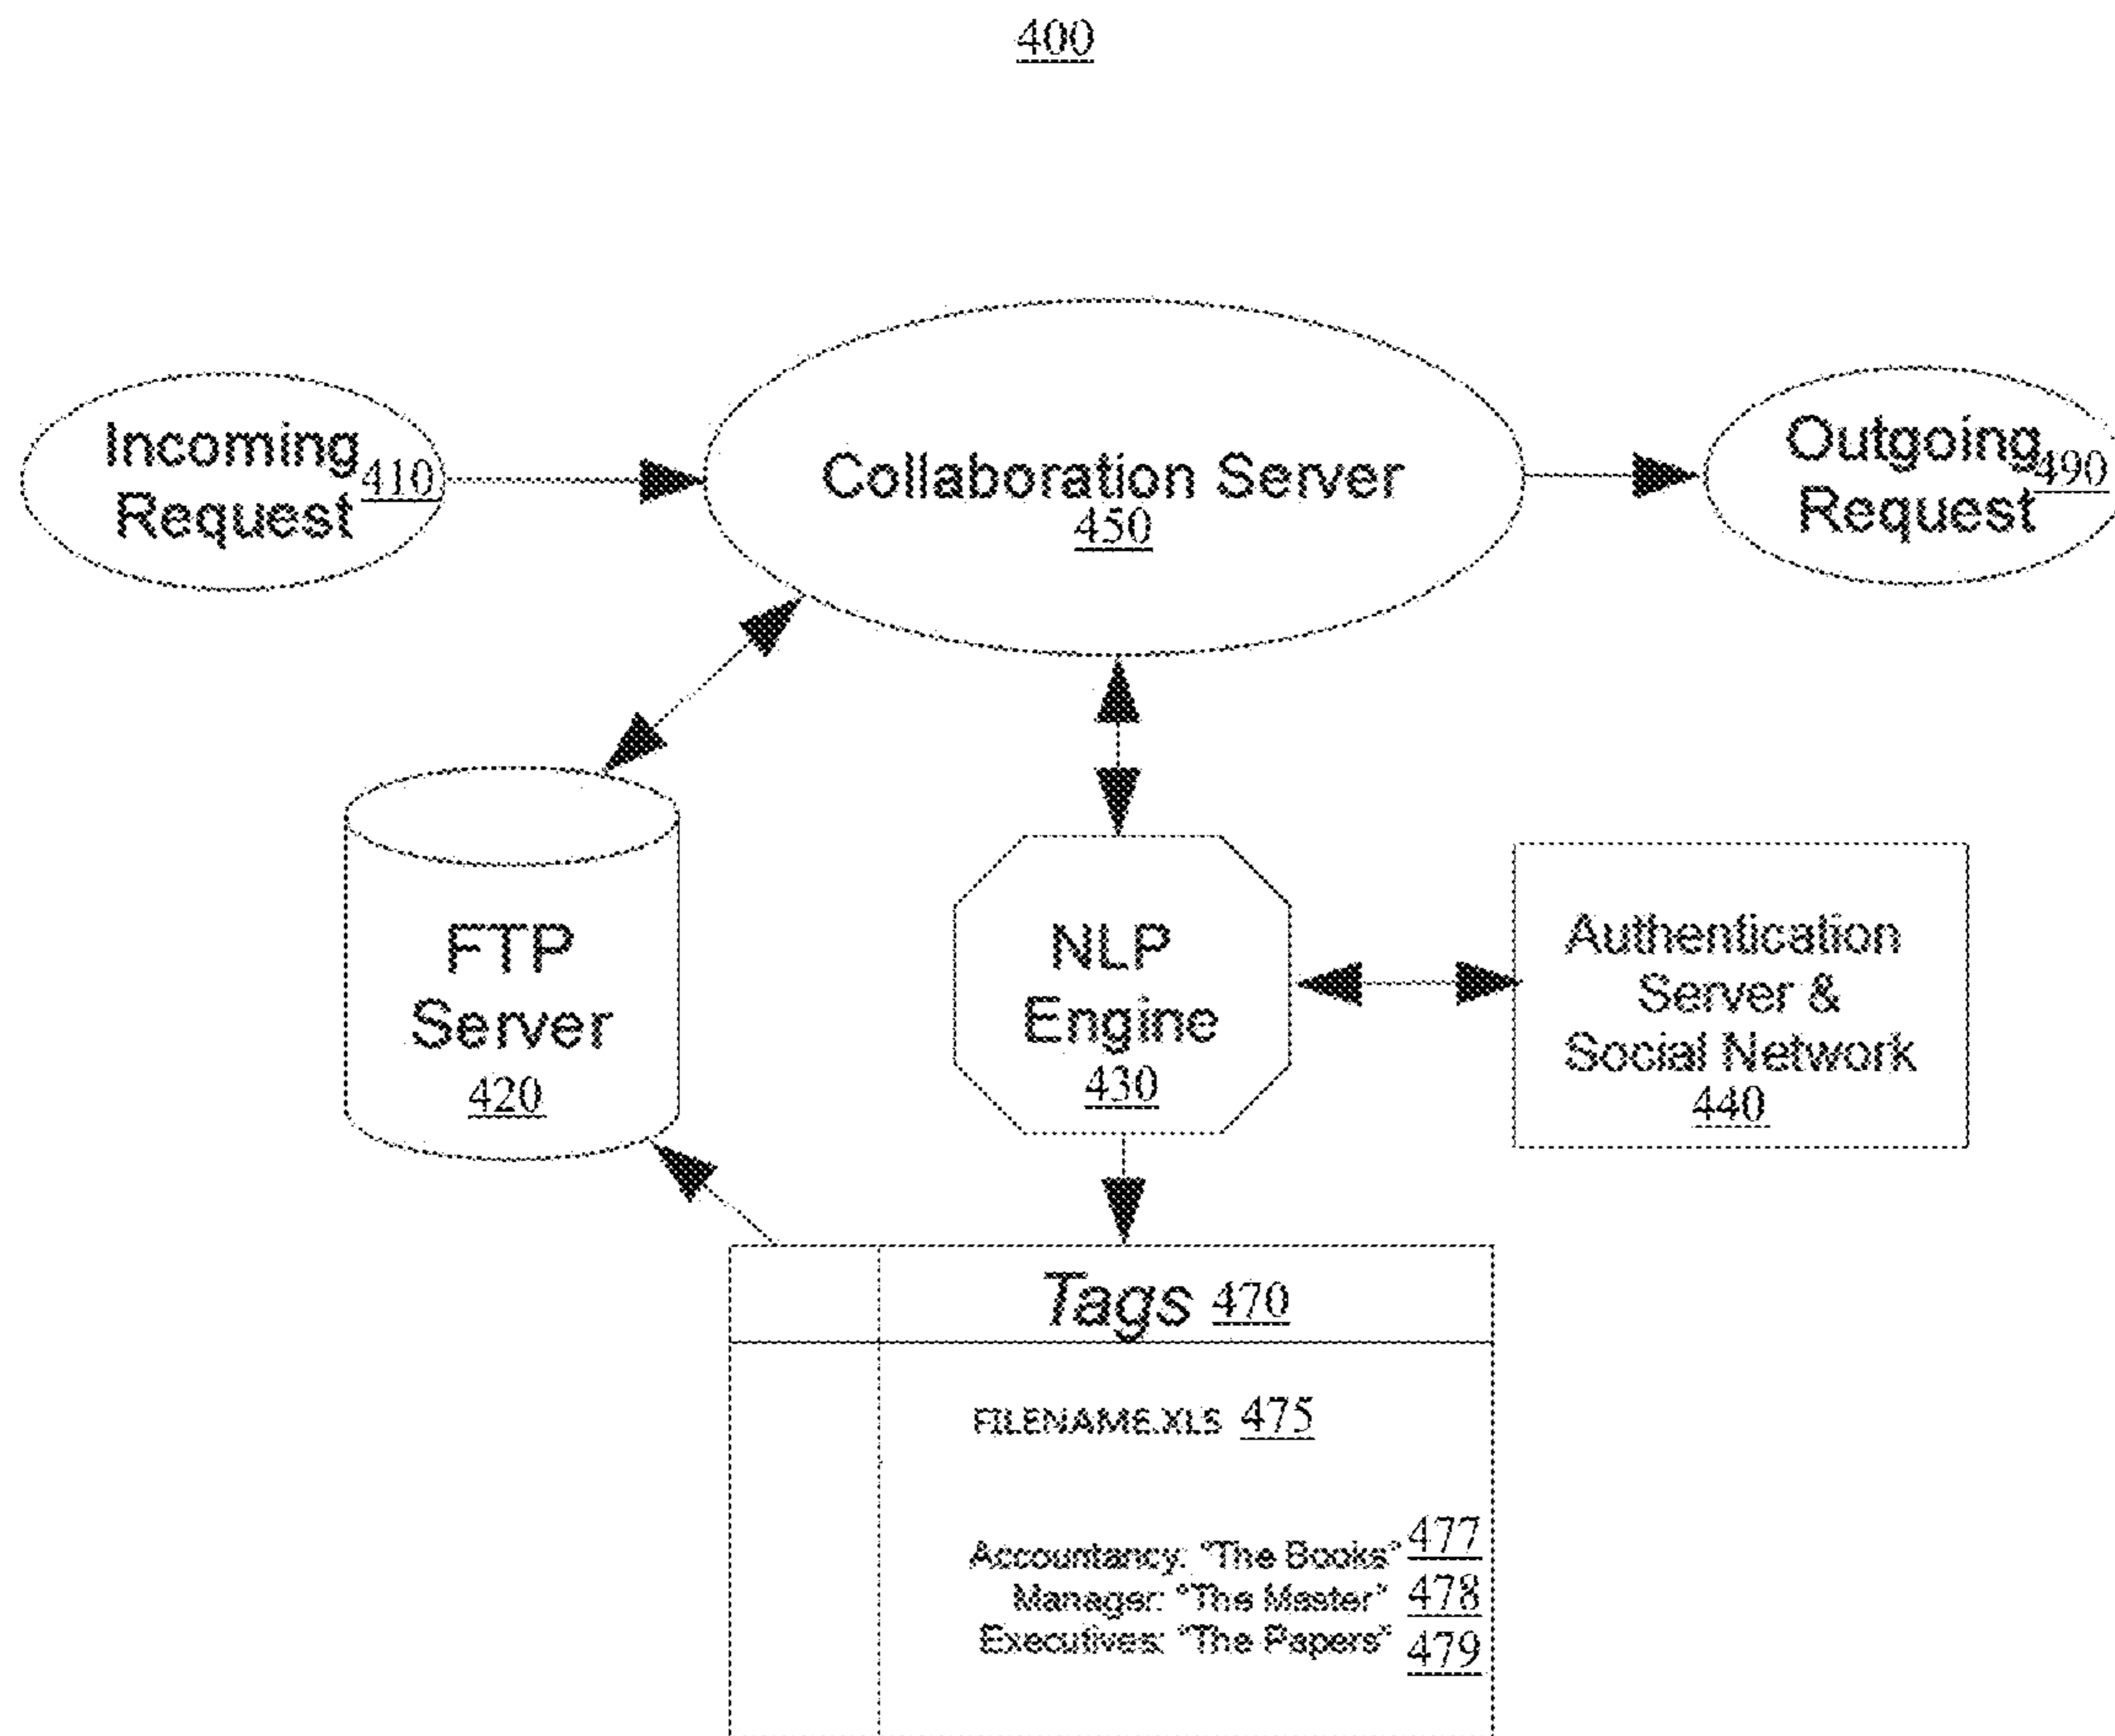 400
Incoming
Request 410
Collaboration Server
450
Outgoing
Request 490
FTP
Server
420
NLP
Engine
430
Authentication
Server &
Social Network
440
Tags 470
FILENAME.XLS 475
Accountancy: "The Books" 477
Manager: "The Master" 478
Executives: "The Papers" 479